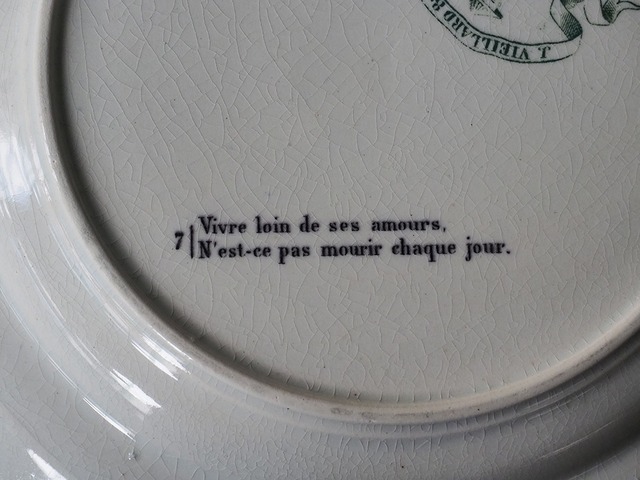 J. VIEILLARD &
7 Vivre loin de ses amours,
N'est-ce pas mourir chaque jour.